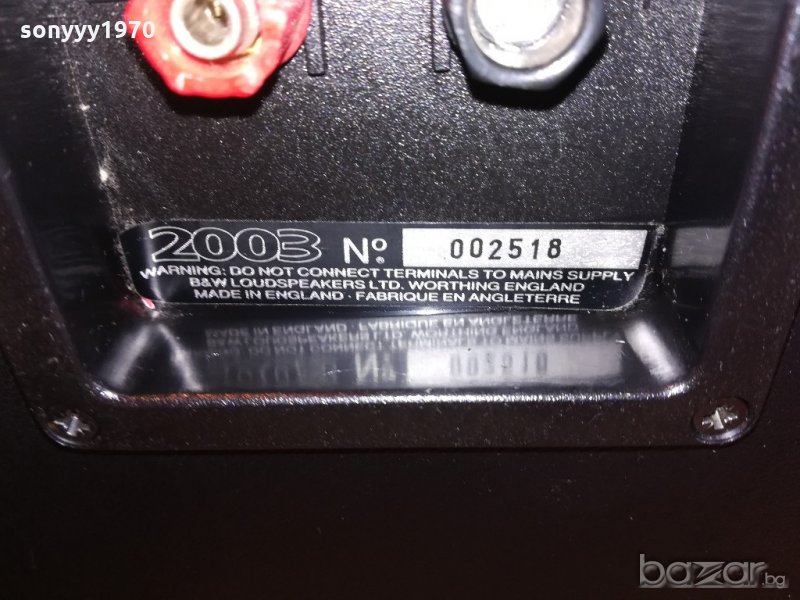 sonyyy1970
2003 Nº. 002518
WARNING: DO NOT CONNECT TERMINALS TO MAINS SUPPLY
B&W LOUDSPEAKERS LTD. WORTHING ENGLAND
MADE IN ENGLAND · FABRIQUE EN ANGLETERRE
bazar.bg